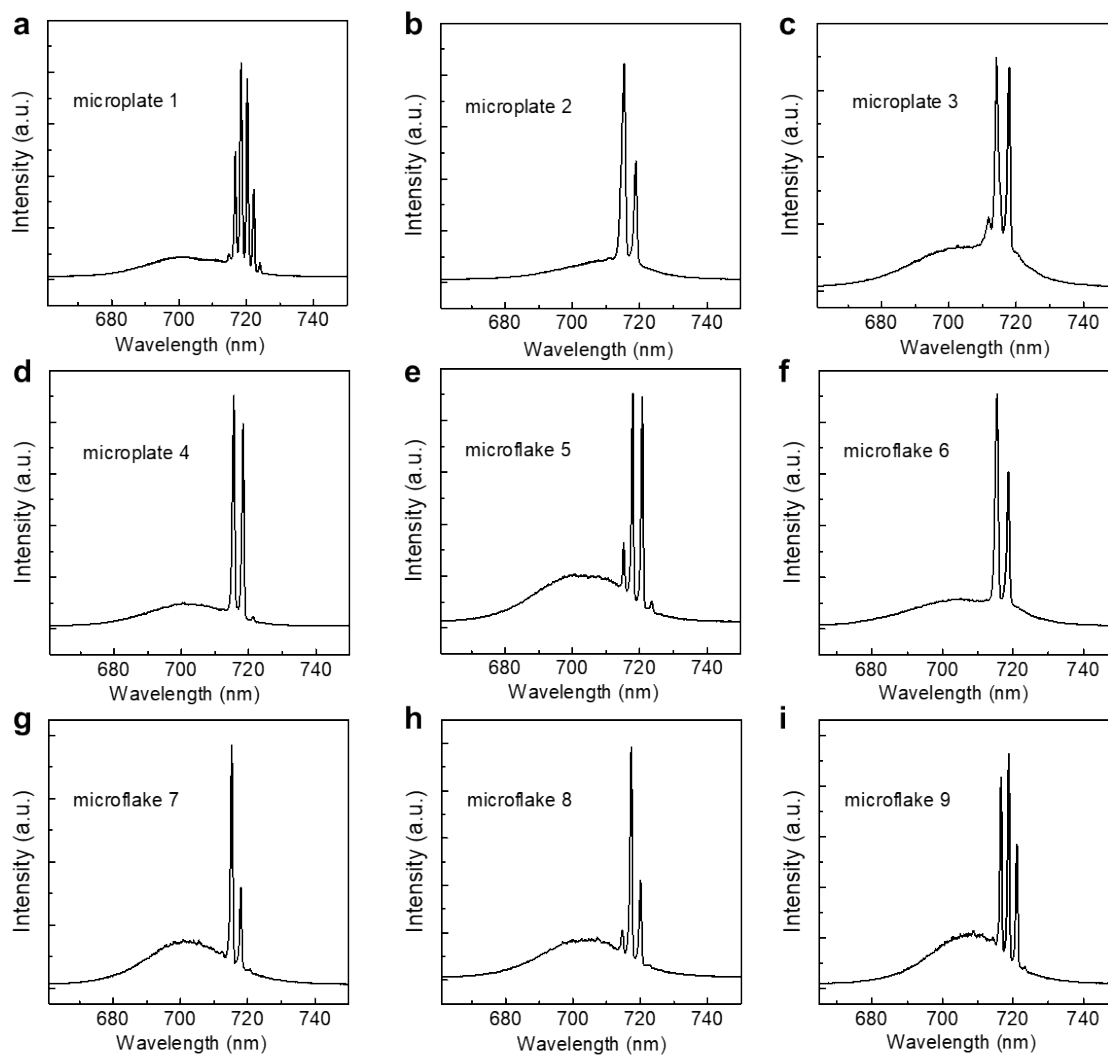 a
Intensity (a.u.)
microplate 1
680 700 720 740
Wavelength (nm)
b
Intensity (a.u.)
microplate 2
680 700 720 740
Wavelength (nm)
c
Intensity (a.u.)
microplate 3
680 700 720 740
Wavelength (nm)
d
Intensity (a.u.)
microplate 4
680 700 720 740
Wavelength (nm)
e
Intensity (a.u.)
microflake 5
680 700 720 740
Wavelength (nm)
f
Intensity (a.u.)
microflake 6
680 700 720 740
Wavelength (nm)
g
Intensity (a.u.)
microflake 7
680 700 720 740
Wavelength (nm)
h
Intensity (a.u.)
microflake 8
680 700 720 740
Wavelength (nm)
i
Intensity (a.u.)
microflake 9
680 700 720 740
Wavelength (nm)